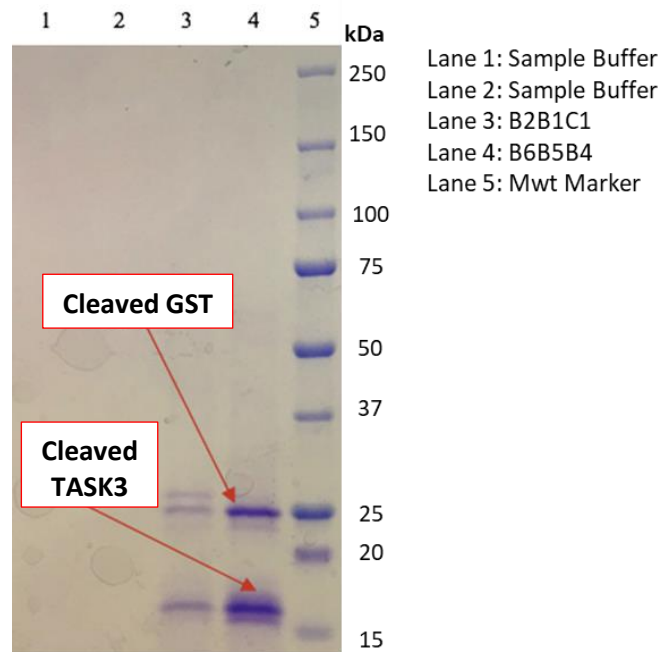 1 2 3 4 5
kDa
250
150
100
75
50
37
25
20
15
Lane 1: Sample Buffer
Lane 2: Sample Buffer
Lane 3: B2B1C1
Lane 4: B6B5B4
Lane 5: Mwt Marker
Cleaved GST
Cleaved
TASK3